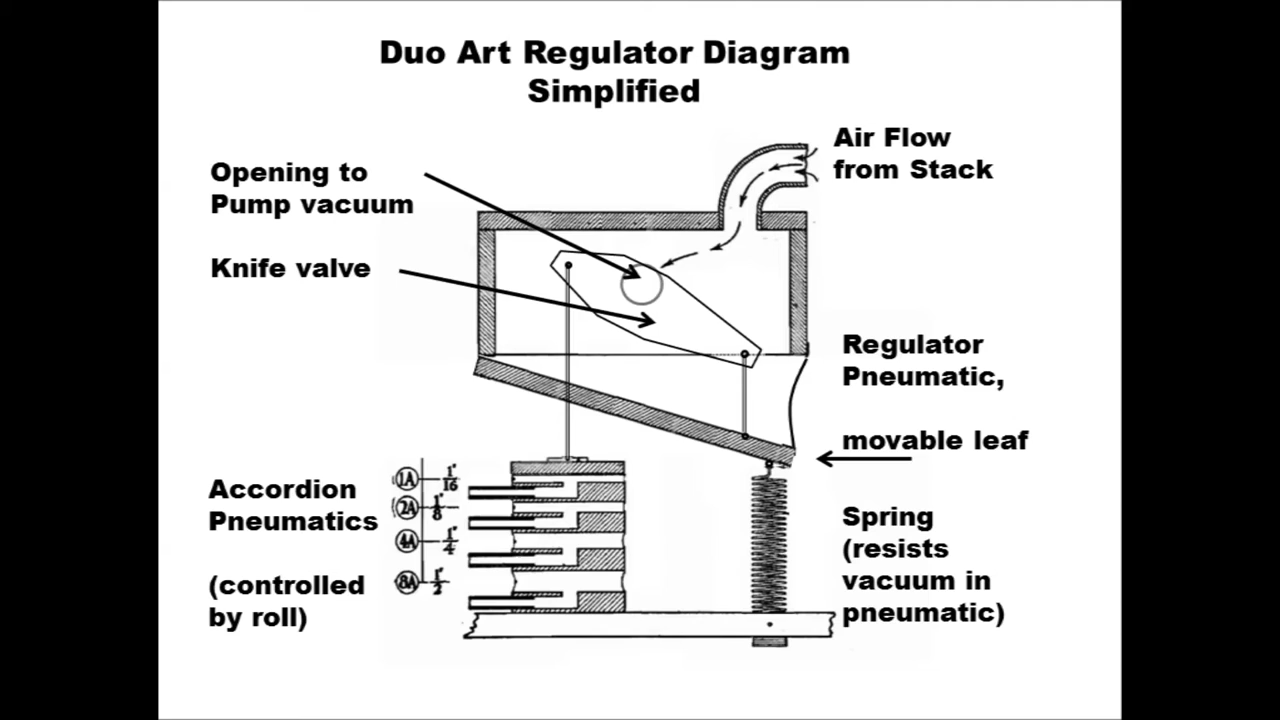 Duo Art Regulator Diagram
Simplified
Air Flow
from Stack
Opening to
Pump vacuum
Knife valve
Regulator
Pneumatic,
movable leaf
Accordion
Pneumatics
(controlled
by roll)
1A 1/16"
2A 1/8"
4A 1/4"
8A 1/2"
Spring
(resists
vacuum in
pneumatic)